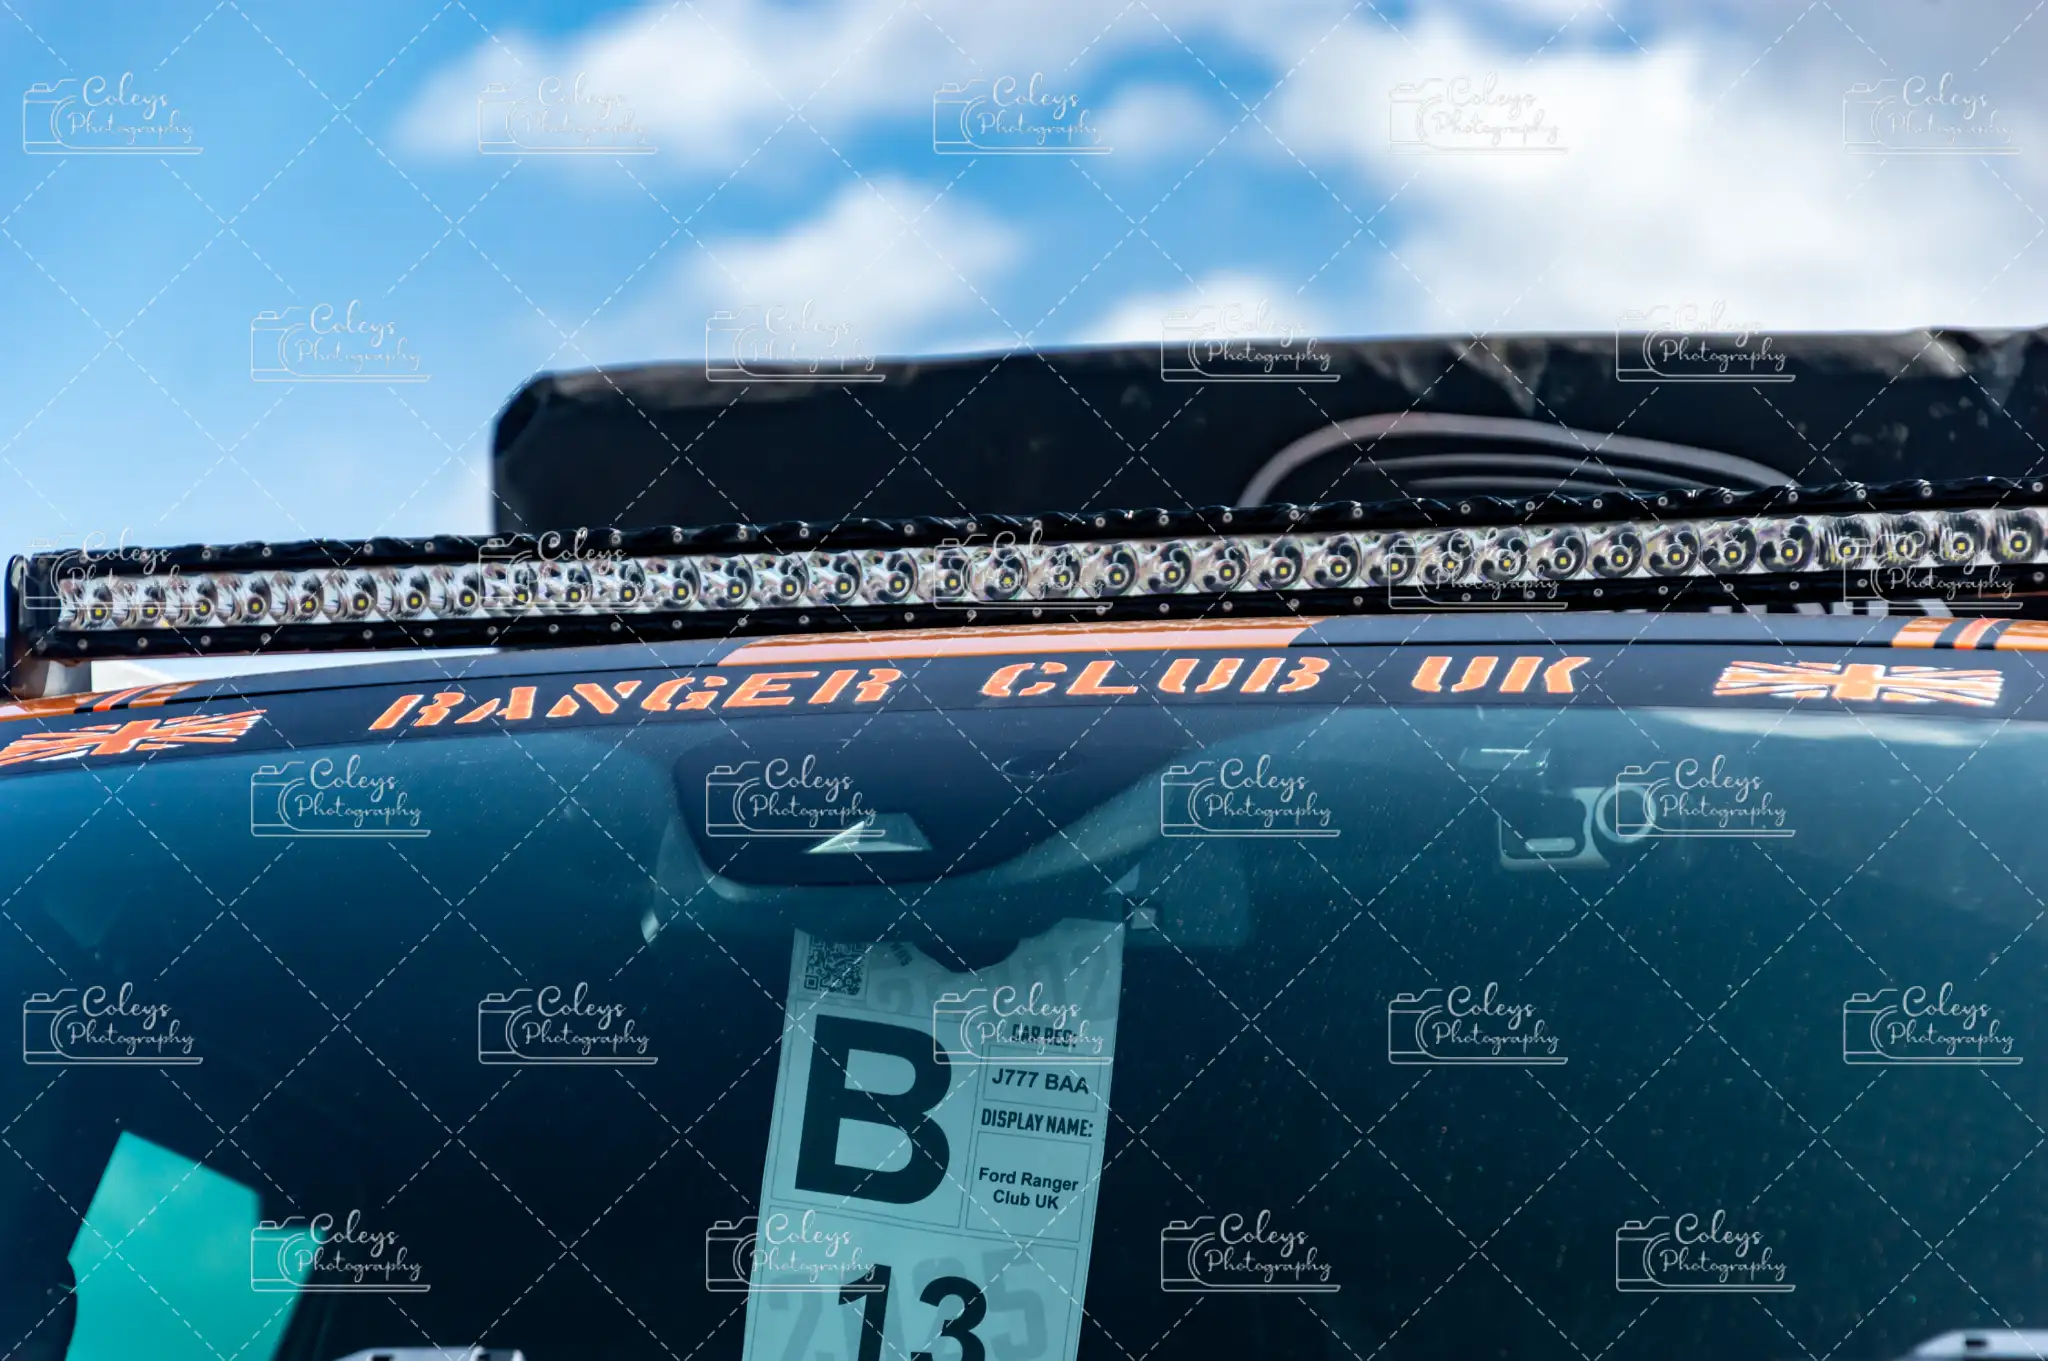 Coleys
Photography
RANGER CLUB UK
B
CAR REG:
J777 BAA
DISPLAY NAME:
Ford Ranger
Club UK
13